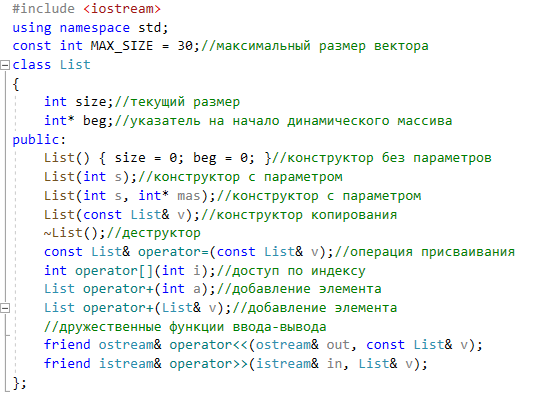 #include <iostream>
using namespace std;
const int MAX_SIZE = 30;//максимальный размер вектора
class List
{
    int size;//текущий размер
    int* beg;//указатель на начало динамического массива
public:
    List() { size = 0; beg = 0; }//конструктор без параметров
    List(int s);//конструктор с параметром
    List(int s, int* mas);//конструктор с параметром
    List(const List& v);//конструктор копирования
    ~List();//деструктор
    const List& operator=(const List& v);//операция присваивания
    int operator[](int i);//доступ по индексу
    List operator+(int a);//добавление элемента
    List operator+(List& v);//добавление элемента
    //дружественные функции ввода-вывода
    friend ostream& operator<<(ostream& out, const List& v);
    friend istream& operator>>(istream& in, List& v);
};